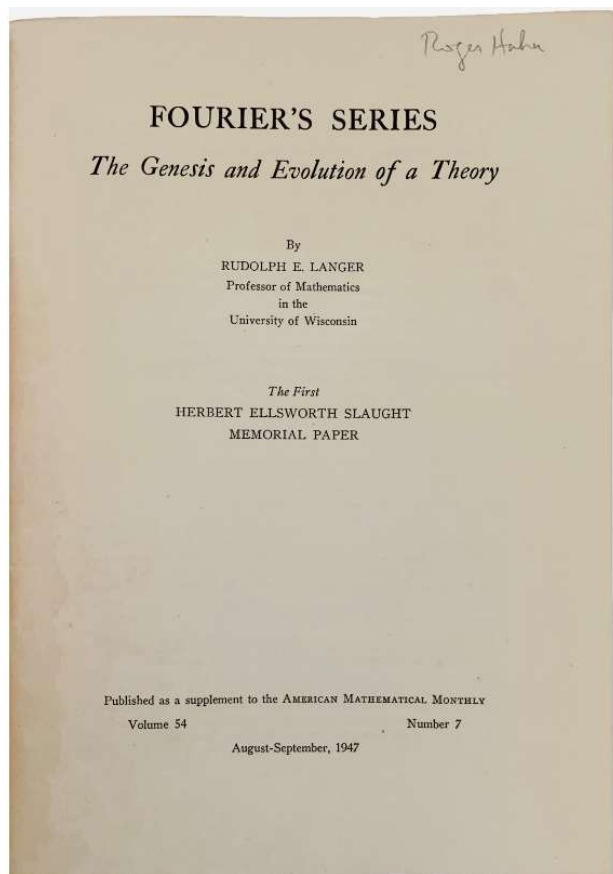 Roger Hahn
FOURIER'S SERIES
The Genesis and Evolution of a Theory
By
RUDOLPH E. LANGER
Professor of Mathematics
in the
University of Wisconsin
The First
HERBERT ELLSWORTH SLAUGHT
MEMORIAL PAPER
Published as a supplement to the AMERICAN MATHEMATICAL MONTHLY
Volume 54 Number 7
August-September, 1947